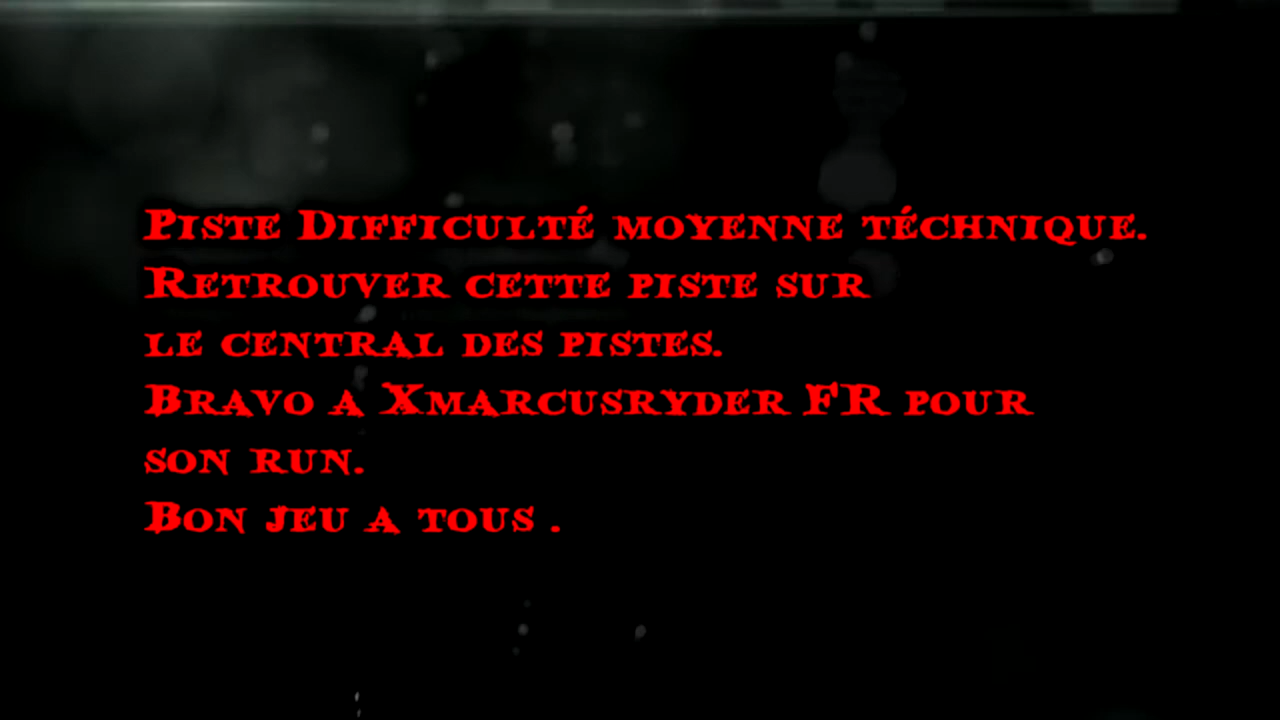 Piste Difficulté moyenne téchnique.
Retrouver cette piste sur
le central des pistes.
Bravo a Xmarcusryder FR pour
son run.
Bon jeu a tous .